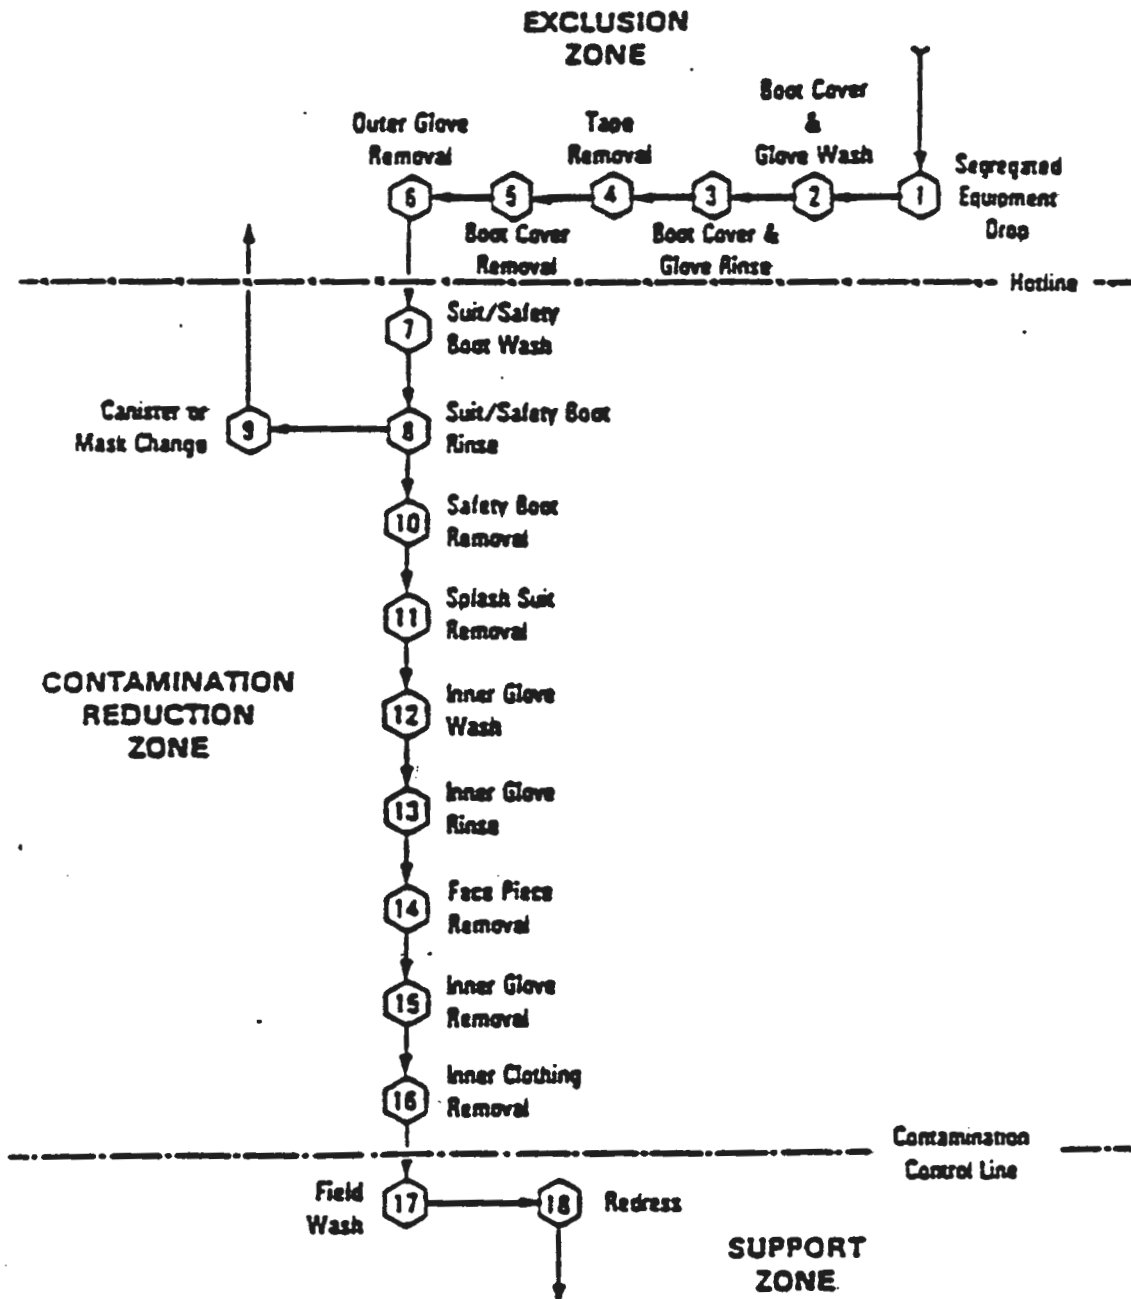 EXCLUSION
ZONE
Boot Cover
&
Glove Wash
Tape
Removal
Outer Glove
Removal
6
5
4
3
2
1
Segregated
Equipment
Drop
Boot Cover
Removal
Boot Cover &
Glove Rinse
Hotline
7
Suit/Safety
Boot Wash
Canister or
Mask Change
9
8
Suit/Safety Boot
Rinse
10
Safety Boot
Removal
11
Splash Suit
Removal
CONTAMINATION
REDUCTION
ZONE
12
Inner Glove
Wash
13
Inner Glove
Rinse
14
Face Piece
Removal
15
Inner Glove
Removal
16
Inner Clothing
Removal
Contamination
Control Line
Field
Wash
17
18
Redress
SUPPORT
ZONE